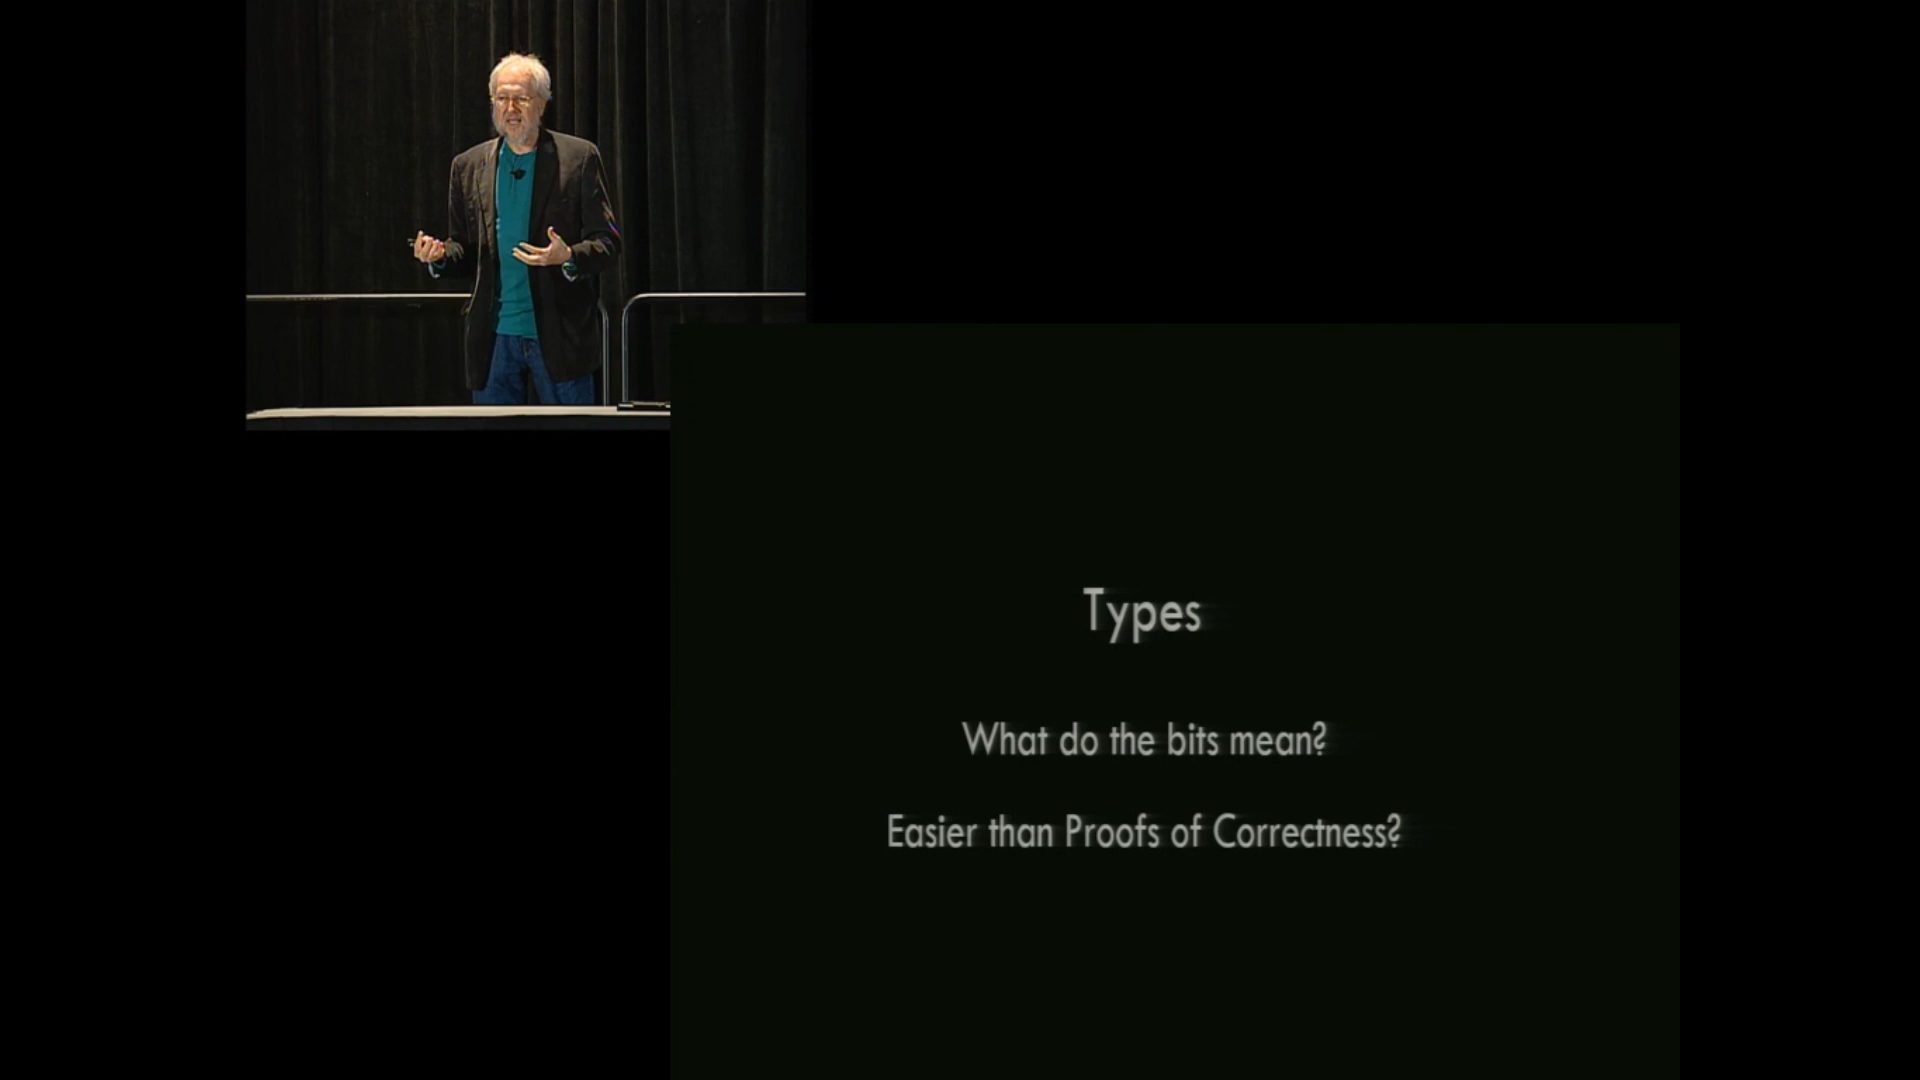 Types
What do the bits mean?
Easier than Proofs of Correctness?